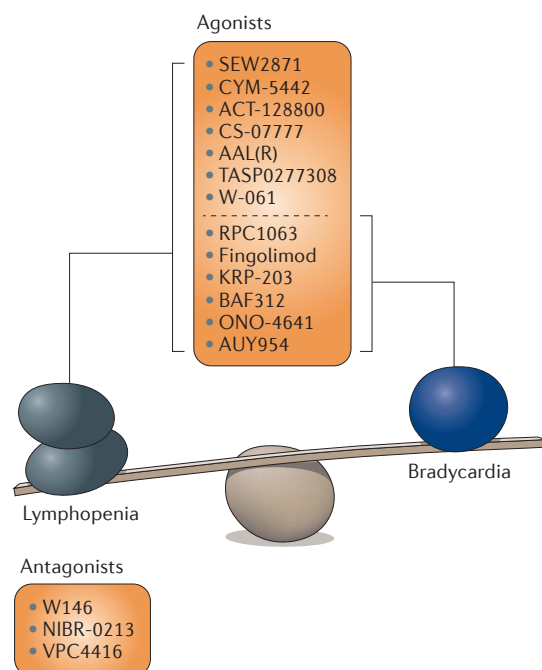 Agonists
• SEW2871
• CYM-5442
• ACT-128800
• CS-07777
• AAL(R)
• TASP0277308
• W-061
• RPC1063
• Fingolimod
• KRP-203
• BAF312
• ONO-4641
• AUY954
Bradycardia
Lymphopenia
Antagonists
• W146
• NIBR-0213
• VPC4416